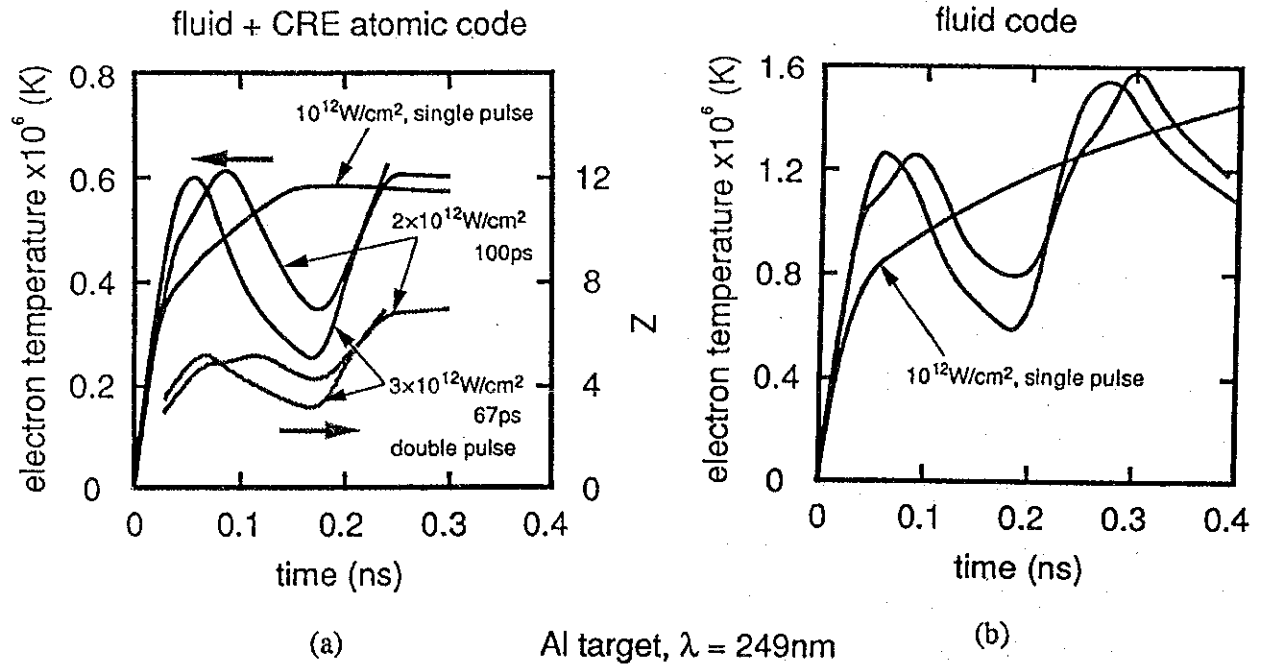 fluid + CRE atomic code
electron temperature x10⁶ (K)
0.8
0.6
0.4
0.2
0
0
0.1
0.2
0.3
0.4
time (ns)
12
8
4
0
Z
10¹²W/cm², single pulse
2×10¹²W/cm²
100ps
3×10¹²W/cm²
67ps
double pulse
(a)
fluid code
electron temperature x10⁶ (K)
1.6
1.2
0.8
0.4
0
0
0.1
0.2
0.3
0.4
time (ns)
10¹²W/cm², single pulse
(b)
Al target, λ = 249nm